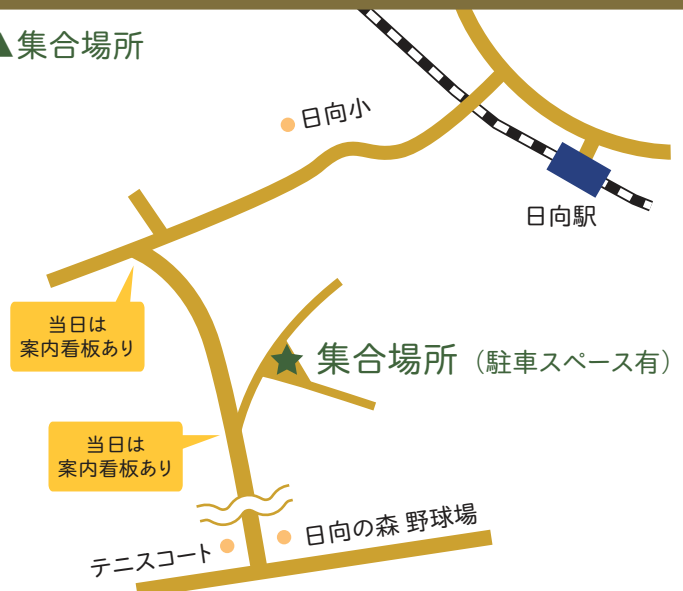 ▲集合場所
日向小
日向駅
当日は
案内看板あり
集合場所（駐車スペース有）
当日は
案内看板あり
日向の森 野球場
テニスコート